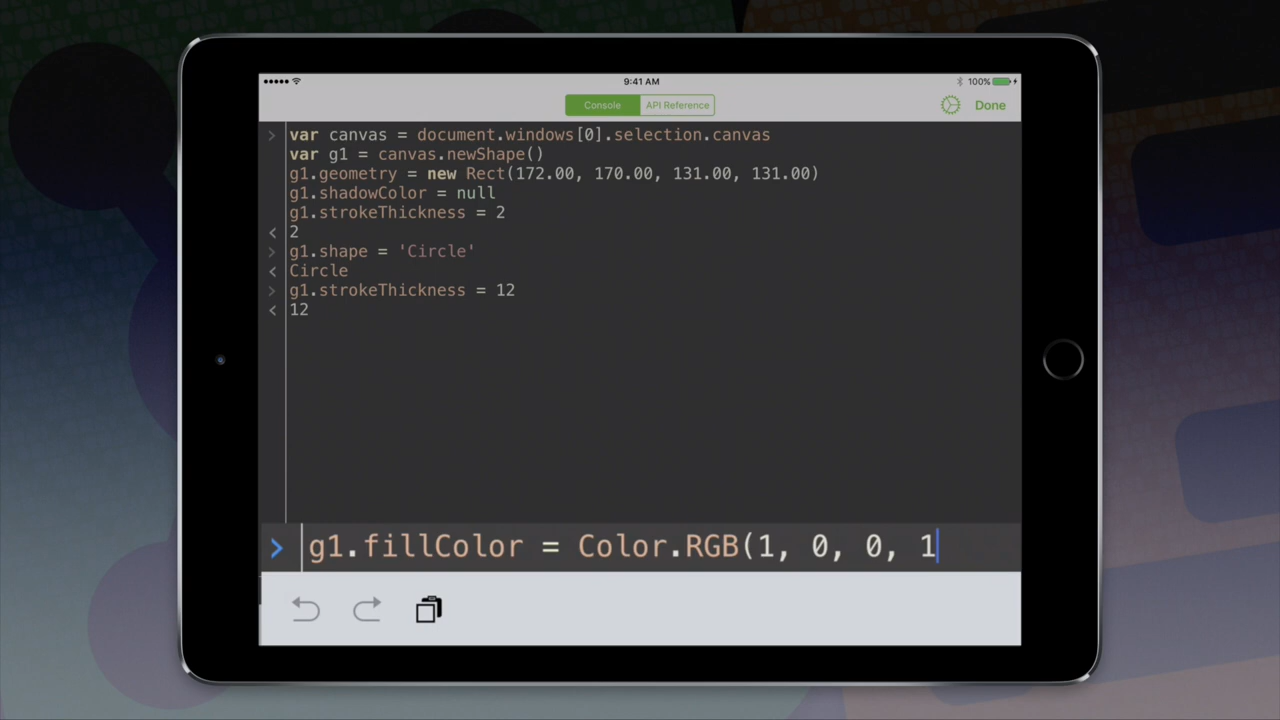 9:41 AM
100%
Console
API Reference
Done
> var canvas = document.windows[0].selection.canvas
var g1 = canvas.newShape()
g1.geometry = new Rect(172.00, 170.00, 131.00, 131.00)
g1.shadowColor = null
g1.strokeThickness = 2
< 2
> g1.shape = 'Circle'
< Circle
> g1.strokeThickness = 12
< 12
> g1.fillColor = Color.RGB(1, 0, 0, 1